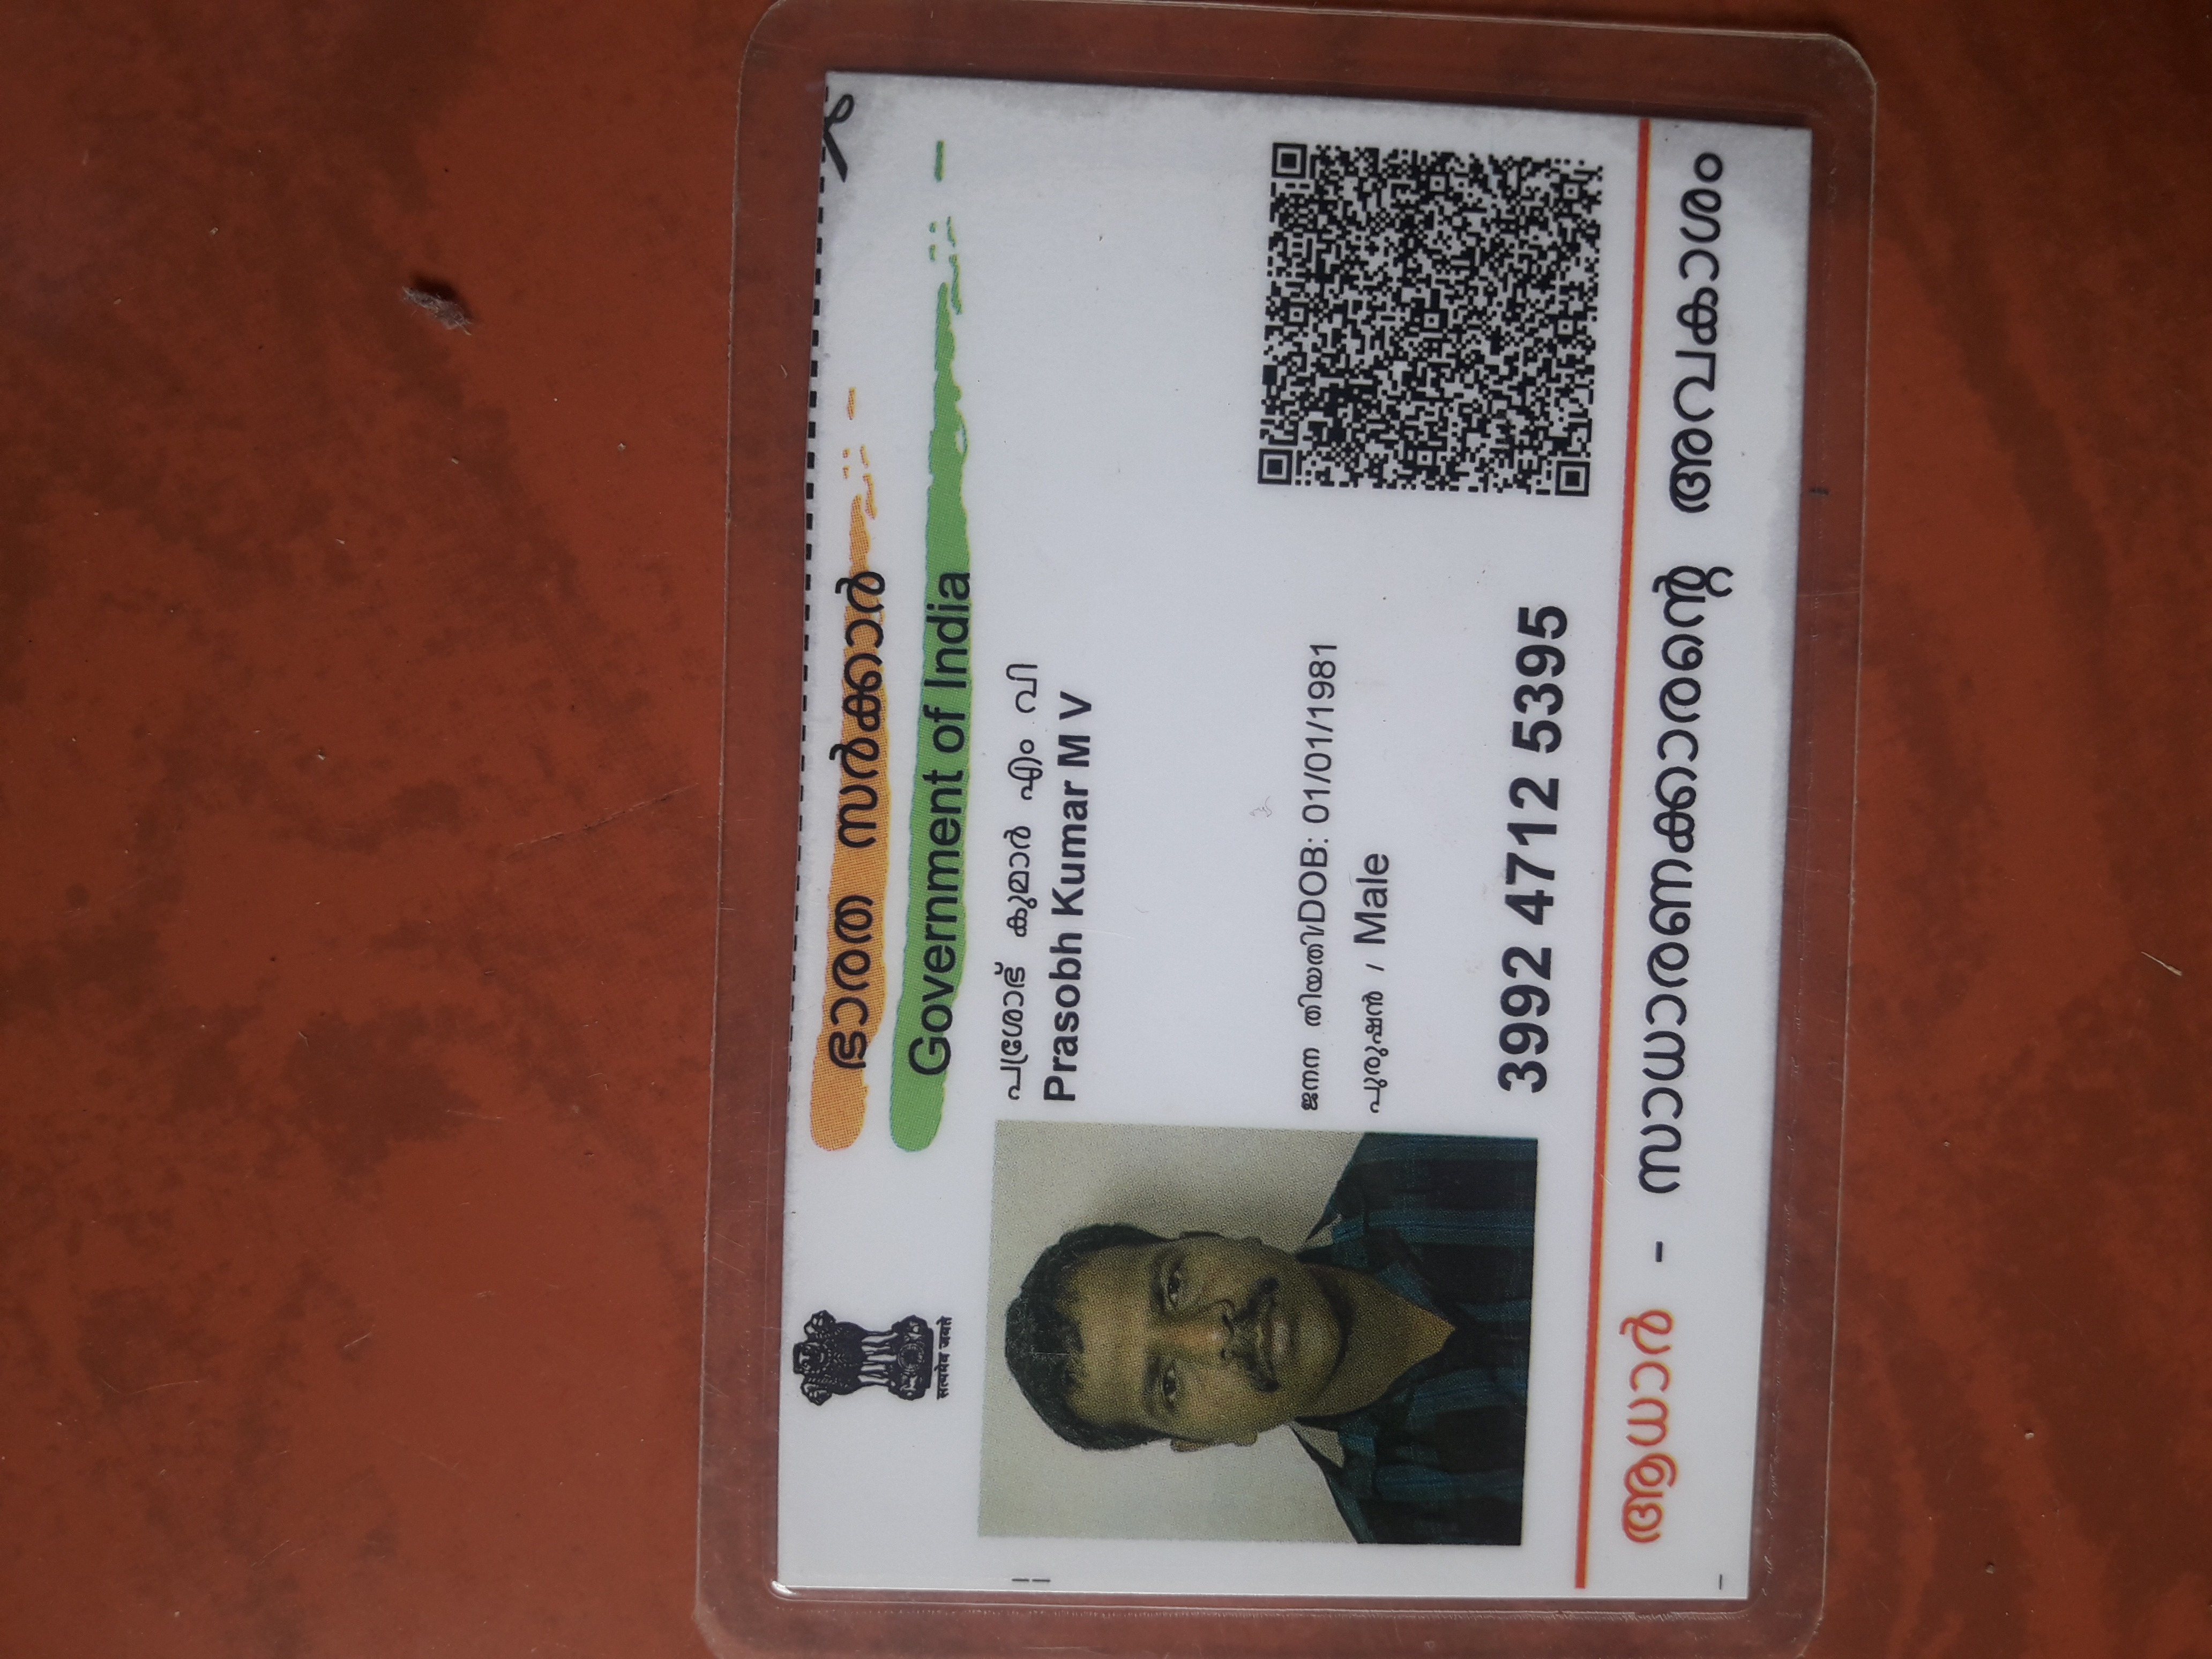 सत्यमेव जयते
ഭാരത സർക്കാർ
Government of India
പ്രശോഭ് കുമാർ എം വി
Prasobh Kumar M V
ജനന തിയതി/DOB: 01/01/1981
പുരുഷൻ / Male
3992 4712 5395
ആധാർ - സാധാരണക്കാരന്റെ അവകാശം